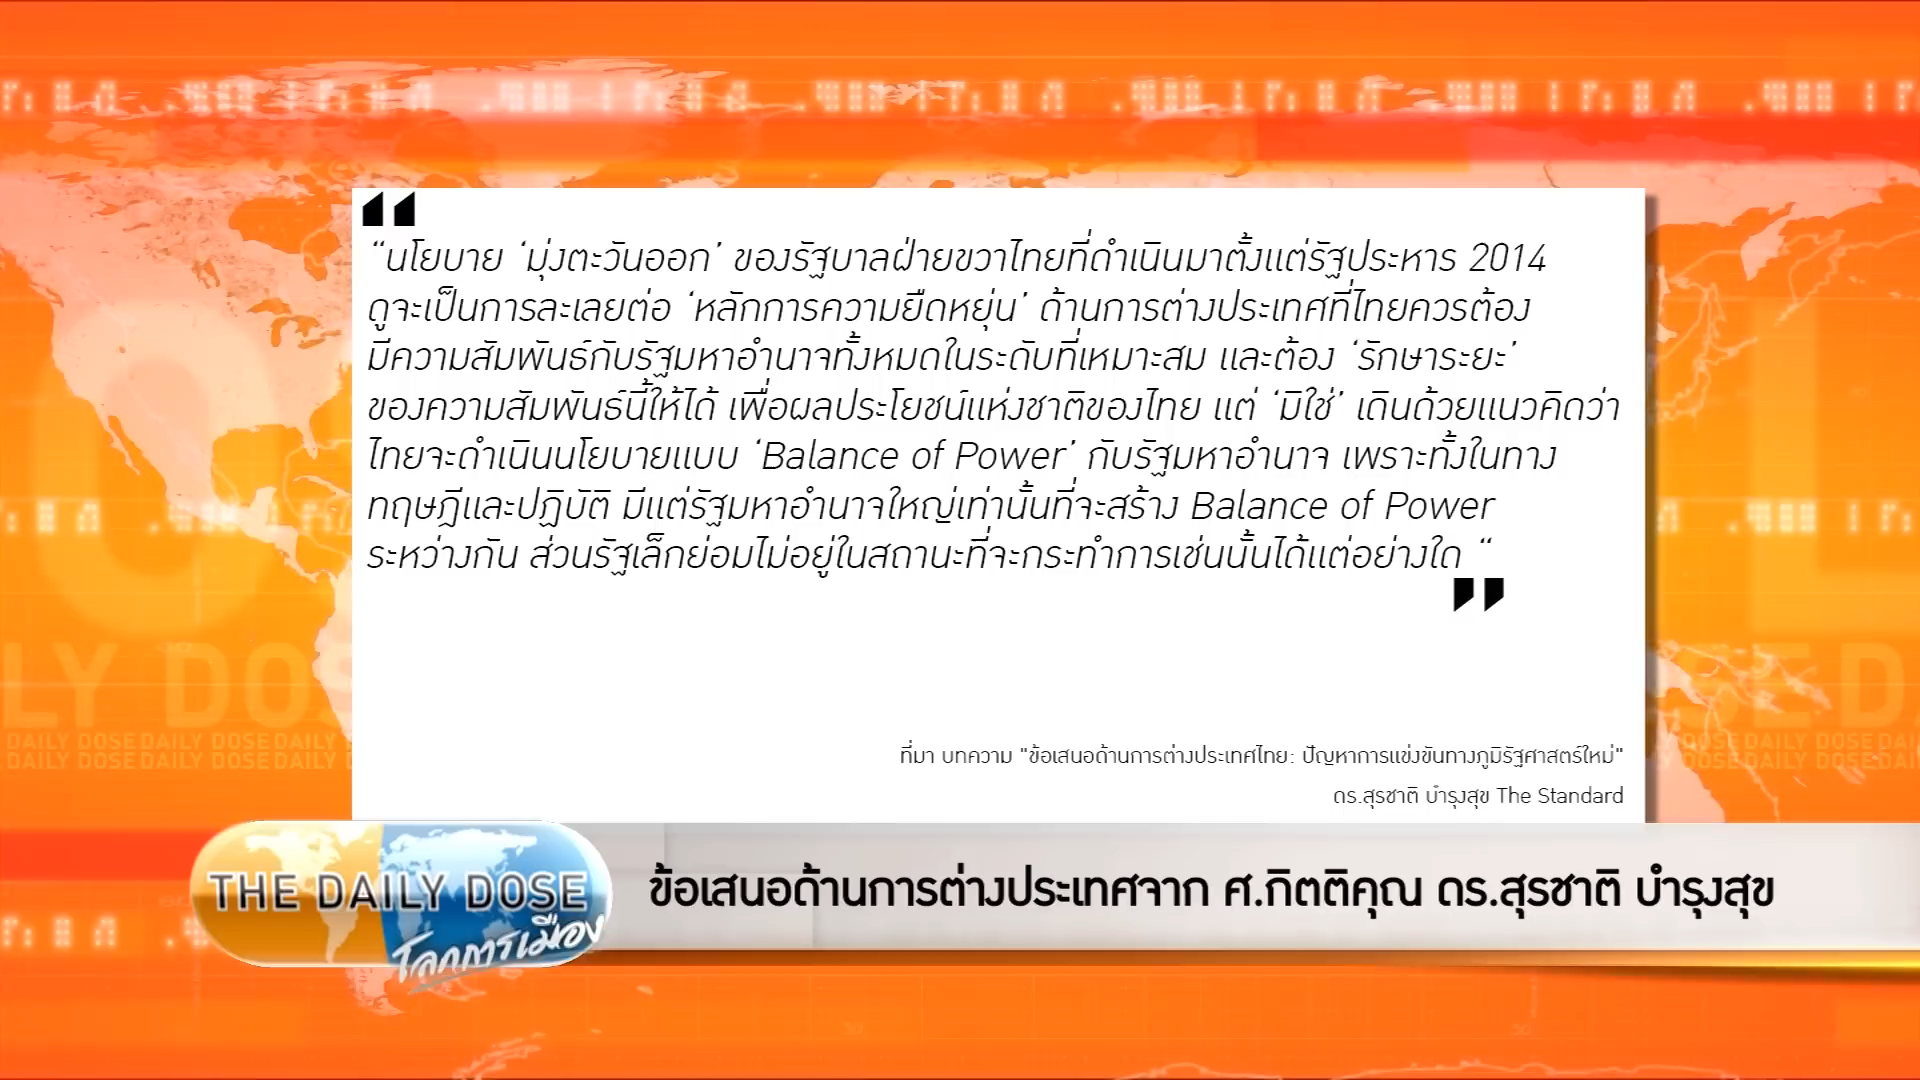 “นโยบาย ‘มุ่งตะวันออก’ ของรัฐบาลฝ่ายขวาไทยที่ดำเนินมาตั้งแต่รัฐประหาร 2014
ดูจะเป็นการละเลยต่อ ‘หลักการความยืดหยุ่น’ ด้านการต่างประเทศที่ไทยควรต้อง
มีความสัมพันธ์กับรัฐมหาอำนาจทั้งหมดในระดับที่เหมาะสม และต้อง ‘รักษาระยะ’
ของความสัมพันธ์นี้ให้ได้ เพื่อผลประโยชน์แห่งชาติของไทย แต่ ‘มิใช่’ เดินด้วยแนวคิดว่า
ไทยจะดำเนินนโยบายแบบ ‘Balance of Power’ กับรัฐมหาอำนาจ เพราะทั้งในทาง
ทฤษฎีและปฏิบัติ มีแต่รัฐมหาอำนาจใหญ่เท่านั้นที่จะสร้าง Balance of Power
ระหว่างกัน ส่วนรัฐเล็กย่อมไม่อยู่ในสถานะที่จะกระทำการเช่นนั้นได้แต่อย่างใด “
ที่มา บทความ "ข้อเสนอด้านการต่างประเทศไทย: ปัญหาการแข่งขันทางภูมิรัฐศาสตร์ใหม่"
ดร.สุรชาติ บำรุงสุข The Standard
THE DAILY DOSE
โลกการเมือง
ข้อเสนอด้านการต่างประเทศจาก ศ.กิตติคุณ ดร.สุรชาติ บำรุงสุข